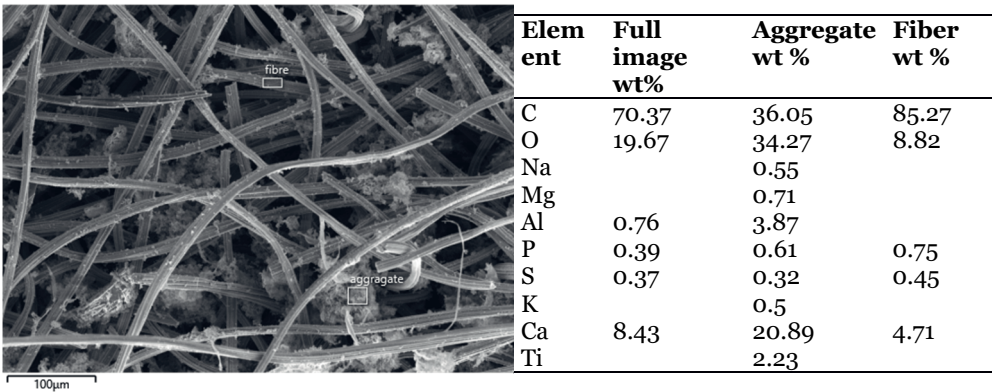 fibre
aggragate
100μm
Elem
ent Full
image
wt% Aggregate
wt % Fiber
wt %
C 70.37 36.05 85.27
O 19.67 34.27 8.82
Na 0.55
Mg 0.71
Al 0.76 3.87
P 0.39 0.61 0.75
S 0.37 0.32 0.45
K 0.5
Ca 8.43 20.89 4.71
Ti 2.23